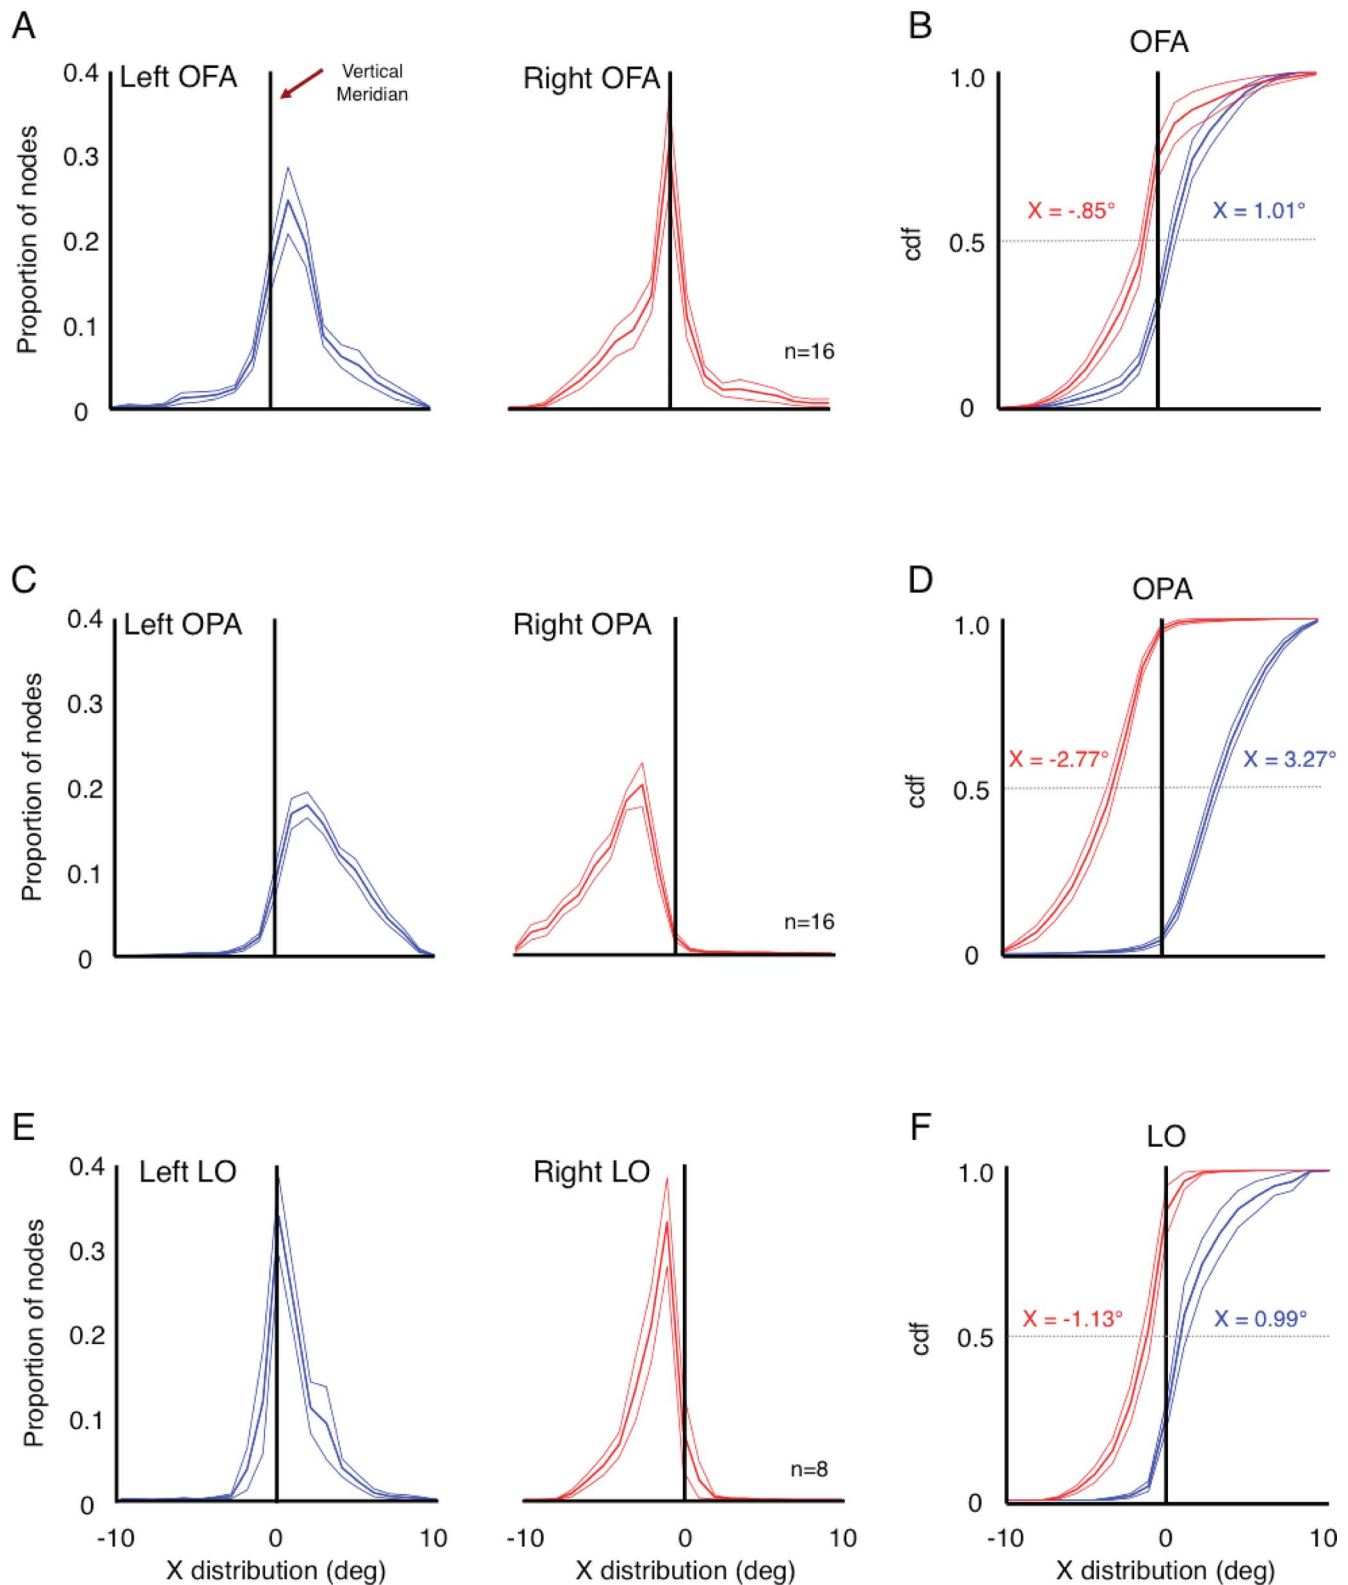 A
B
OFA
0.4
Left OFA
Vertical
Meridian
Right OFA
1.0
0.3
Proportion of nodes
0.2
X = -.85°
X = 1.01°
cdf
0.5
0.1
n=16
0
0
C
D
OPA
0.4
Left OPA
Right OPA
1.0
0.3
Proportion of nodes
X = -2.77°
X = 3.27°
0.2
cdf
0.5
0.1
n=16
0
0
E
F
LO
0.4
Left LO
Right LO
1.0
0.3
Proportion of nodes
X = -1.13°
X = 0.99°
0.2
cdf
0.5
0.1
n=8
0
0
-10
0
10
-10
0
10
-10
0
10
X distribution (deg)
X distribution (deg)
X distribution (deg)